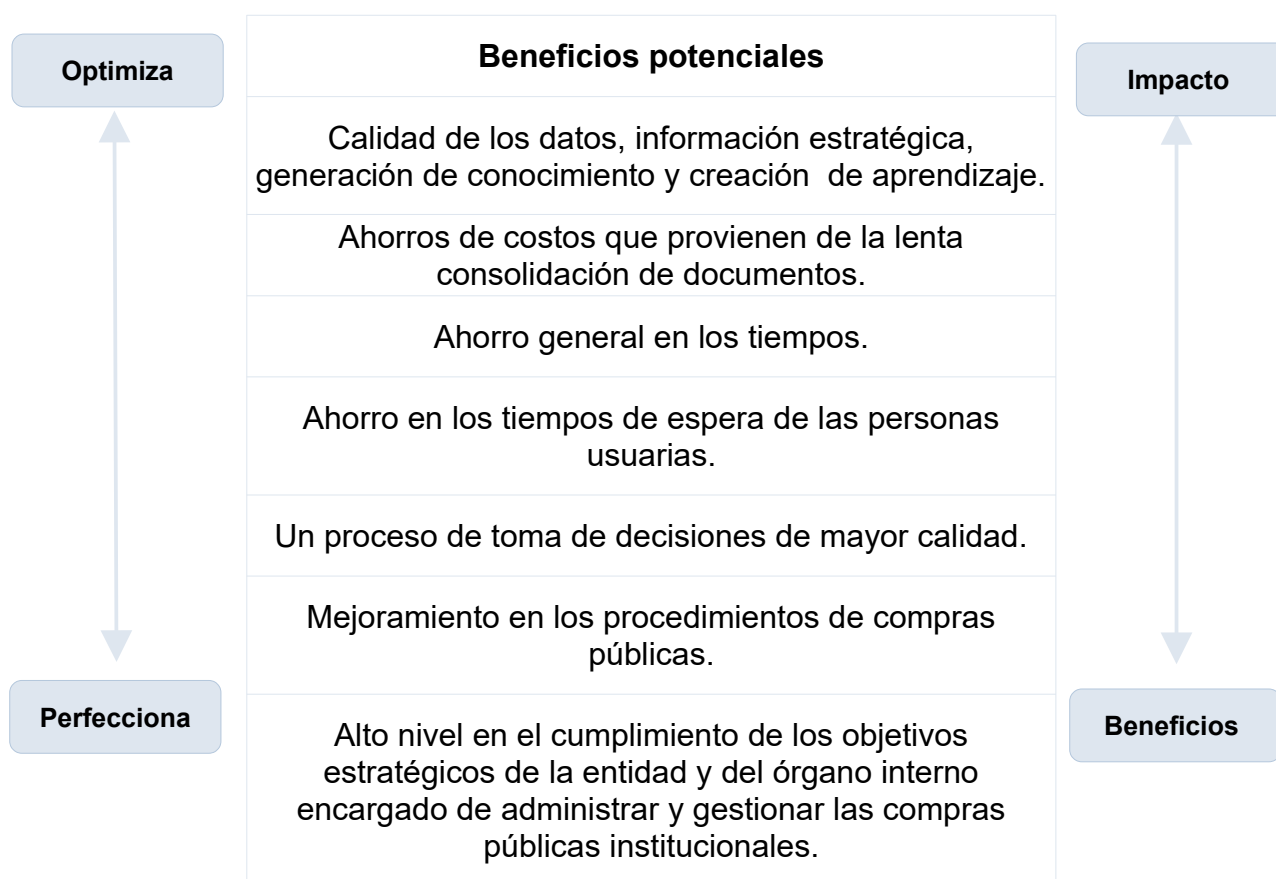 Optimiza
Beneficios potenciales
Impacto
Calidad de los datos, información estratégica,
generación de conocimiento y creación  de aprendizaje.
Ahorros de costos que provienen de la lenta
consolidación de documentos.
Ahorro general en los tiempos.
Ahorro en los tiempos de espera de las personas
usuarias.
Un proceso de toma de decisiones de mayor calidad.
Mejoramiento en los procedimientos de compras
públicas.
Perfecciona
Beneficios
Alto nivel en el cumplimiento de los objetivos
estratégicos de la entidad y del órgano interno
encargado de administrar y gestionar las compras
públicas institucionales.